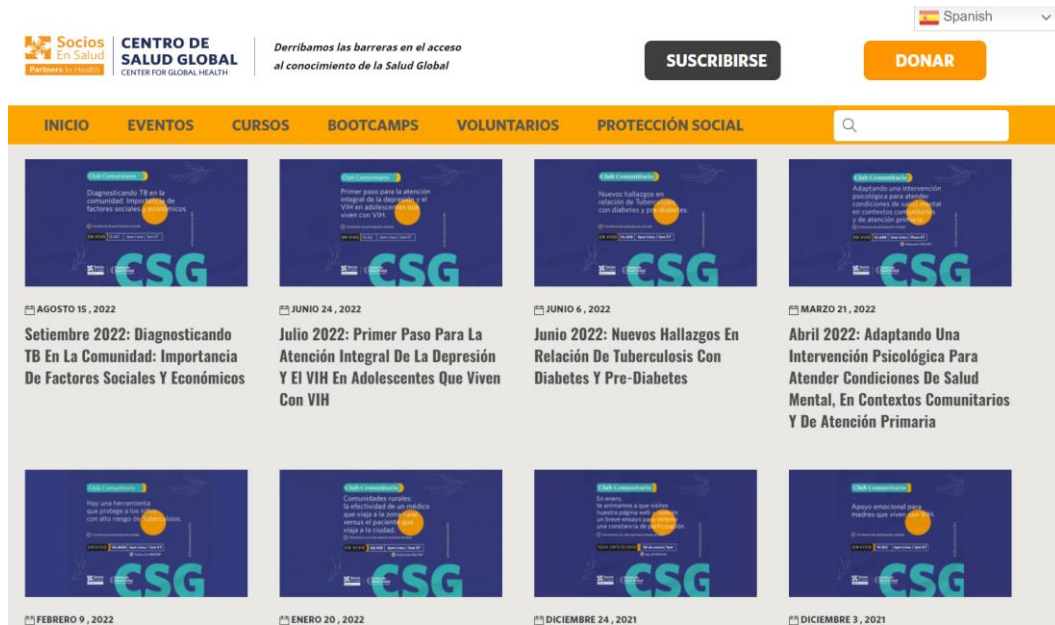 Spanish
Socios
En Salud
Partners In Health
CENTRO DE
SALUD GLOBAL
CENTER FOR GLOBAL HEALTH
Derribamos las barreras en el acceso
al conocimiento de la Salud Global
SUSCRIBIRSE
DONAR
INICIO EVENTOS CURSOS BOOTCAMPS VOLUNTARIOS PROTECCIÓN SOCIAL
Club Comunitario
Diagnosticando TB en la
comunidad: Importancia de
factores sociales y económicos
CSG
AGOSTO 15, 2022
Setiembre 2022: Diagnosticando
TB En La Comunidad: Importancia
De Factores Sociales Y Económicos
Club Comunitario
Primer paso para la atención
integral de la depresión y el
VIH en adolescentes que
viven con VIH.
CSG
JUNIO 24, 2022
Julio 2022: Primer Paso Para La
Atención Integral De La Depresión
Y El VIH En Adolescentes Que Viven
Con VIH
Club Comunitario
Nuevos hallazgos en
relación de Tuberculosis
con diabetes y pre-diabetes.
CSG
JUNIO 6, 2022
Junio 2022: Nuevos Hallazgos En
Relación De Tuberculosis Con
Diabetes Y Pre-Diabetes
Club Comunitario
Adaptando una intervención
psicológica para atender
condiciones de salud mental
en contextos comunitarios
y de atención primaria.
CSG
MARZO 21, 2022
Abril 2022: Adaptando Una
Intervención Psicológica Para
Atender Condiciones De Salud
Mental, En Contextos Comunitarios
Y De Atención Primaria
Club Comunitario
Hay una herramienta
que protege a los niños
con alto riesgo de Tuberculosis.
CSG
FEBRERO 9, 2022
Club Comunitario
Comunidades rurales:
la efectividad de un médico
que viaja a la zona rural
versus el paciente que
viaja a la ciudad.
CSG
ENERO 20, 2022
Club Comunitario
En enero,
te animamos a que visites
nuestra página web y
un breve ensayo para obtener
una constancia de participación.
CSG
DICIEMBRE 24, 2021
Club Comunitario
Apoyo emocional para
madres que viven con VIH.
CSG
DICIEMBRE 3, 2021